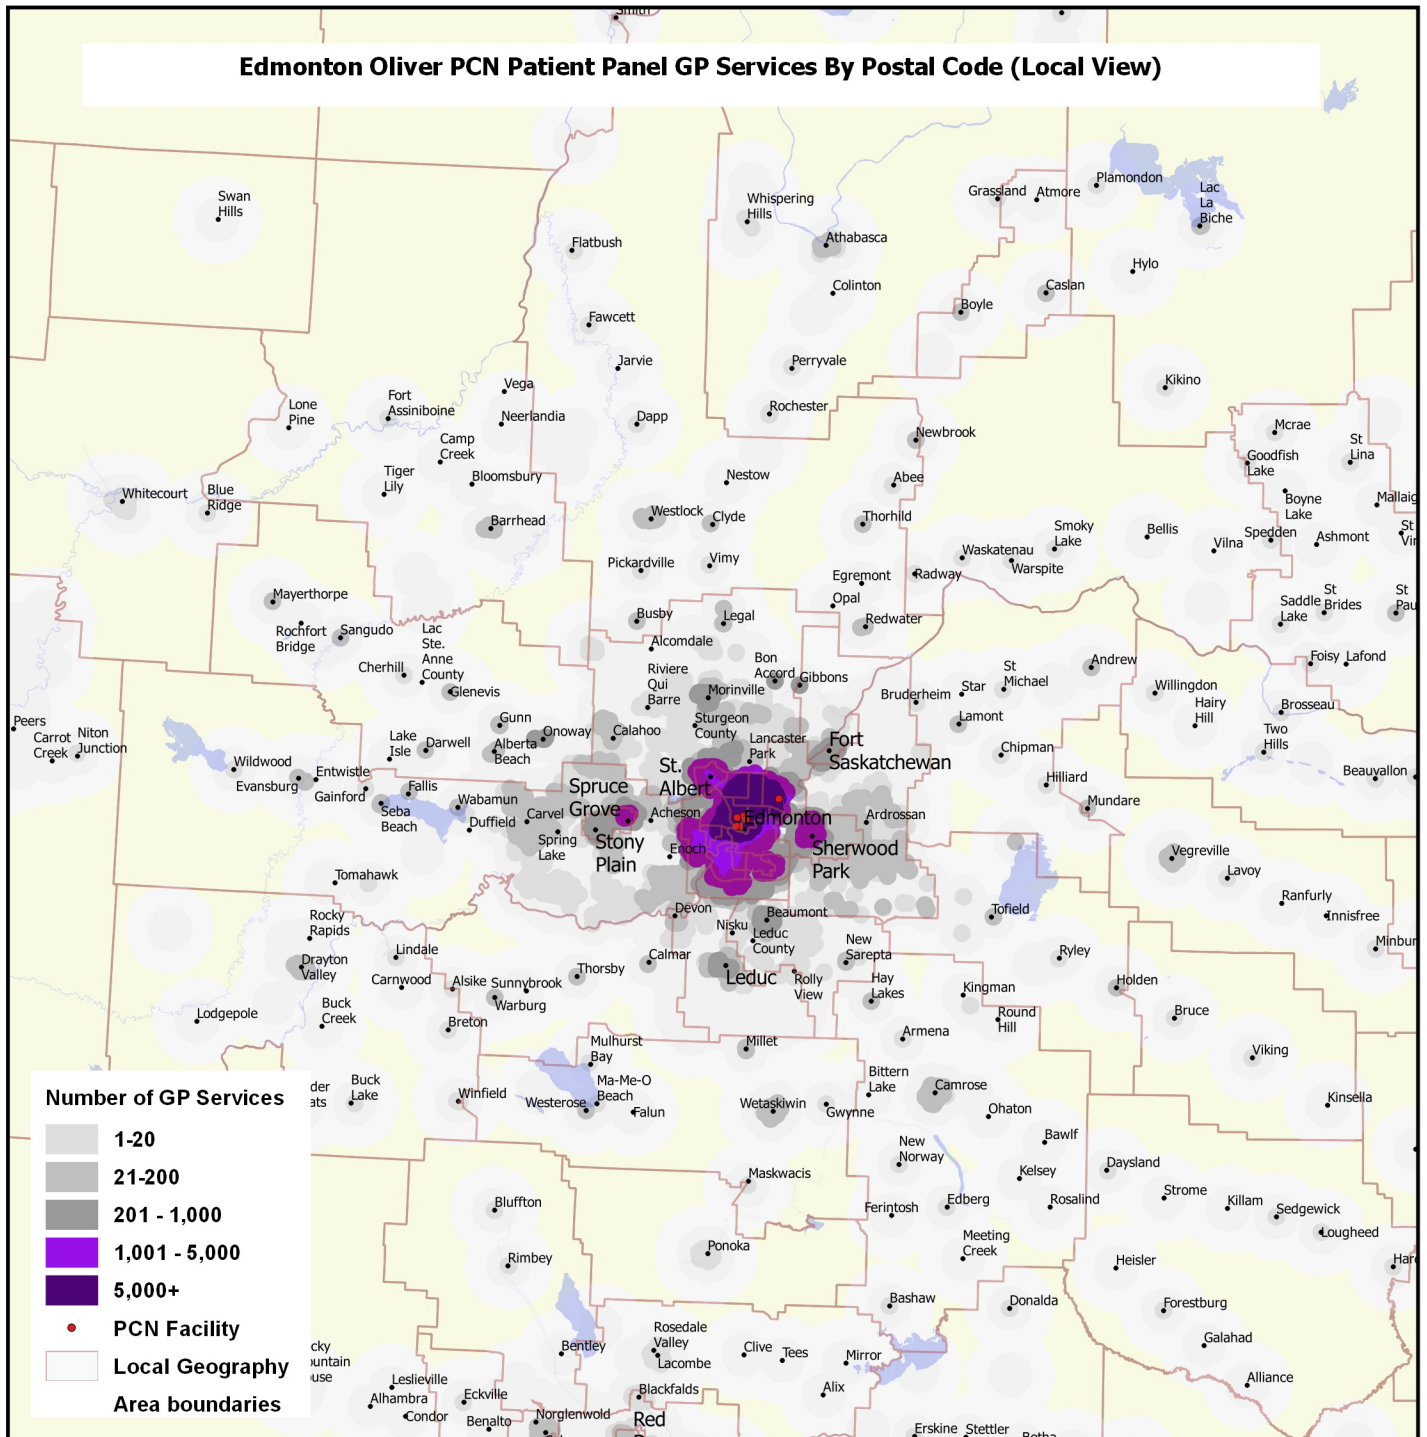 Smith
Edmonton Oliver PCN Patient Panel GP Services By Postal Code (Local View)
Swan
Hills
Whispering
Hills
Grassland
Atmore
Plamondon
Lac
La
Biche
Flatbush
Athabasca
Hylo
Colinton
Caslan
Boyle
Fawcett
Jarvie
Perryvale
Kikino
Vega
Fort
Assiniboine
Lone
Pine
Neerlandia
Dapp
Rochester
Newbrook
Mcrae
St
Lina
Camp
Creek
Goodfish
Lake
Tiger
Lily
Bloomsbury
Nestow
Abee
Boyne
Lake
Mallaig
Whitecourt
Blue
Ridge
Barrhead
Westlock
Clyde
Thorhild
Smoky
Lake
Bellis
Vilna
Spedden
Ashmont
St
Pickardville
Vimy
Waskatenau
Warspite
Egremont
Radway
Opal
Mayerthorpe
Saddle
Lake
St
Brides
St
Busby
Legal
Redwater
Rochfort
Bridge
Sangudo
Lac
Ste.
Anne
County
Alcomdale
Cherhill
Riviere
Qui
Barre
Bon
Accord
Gibbons
St
Michael
Andrew
Foisy
Lafond
Glenevis
Morinville
Bruderheim
Star
Willingdon
Hairy
Hill
Brosseau
Peers
Carrot
Creek
Niton
Junction
Gunn
Onoway
Calahoo
Sturgeon
County
Lamont
Lake
Isle
Darwell
Alberta
Beach
Lancaster
Park
Fort
Saskatchewan
Chipman
Two
Hills
Wildwood
Evansburg
Entwistle
Gainford
Fallis
St.
Albert
Hilliard
Beauvallon
Seba
Beach
Wabamun
Duffield
Carvel
Spruce
Grove
Acheson
Edmonton
Ardrossan
Mundare
Spring
Lake
Stony
Plain
Enoch
Sherwood
Park
Vegreville
Lavoy
Tomahawk
Ranfurly
Innisfree
Rocky
Rapids
Devon
Beaumont
Nisku
Leduc
County
Tofield
Drayton
Valley
Lindale
Calmar
New
Sarepta
Ryley
Carnwood
Alsike
Sunnybrook
Thorsby
Leduc
Rolly
View
Hay
Lakes
Kingman
Holden
Warburg
Lodgepole
Buck
Creek
Breton
Round
Hill
Bruce
Armena
Mulhurst
Bay
Millet
Viking
Buck
Lake
Winfield
Ma-Me-O
Beach
Bittern
Lake
Camrose
Westerose
Falun
Wetaskiwin
Gwynne
Ohaton
Kinsella
New
Norway
Bawlf
Maskwacis
Kelsey
Daysland
Bluffton
Ferintosh
Edberg
Rosalind
Strome
Killam
Sedgewick
Lougheed
Ponoka
Meeting
Creek
Rimbey
Heisler
Bashaw
Donalda
Forestburg
Galahad
Bentley
Rosedale
Valley
Lacombe
Clive
Tees
Mirror
Alliance
Leslieville
Alhambra
Condor
Eckville
Benalto
Blackfalds
Alix
Norglenwold
Red
Erskine
Stettler
Number of GP Services
1-20
21-200
201 - 1,000
1,001 - 5,000
5,000+
PCN Facility
Local Geography
Area boundaries